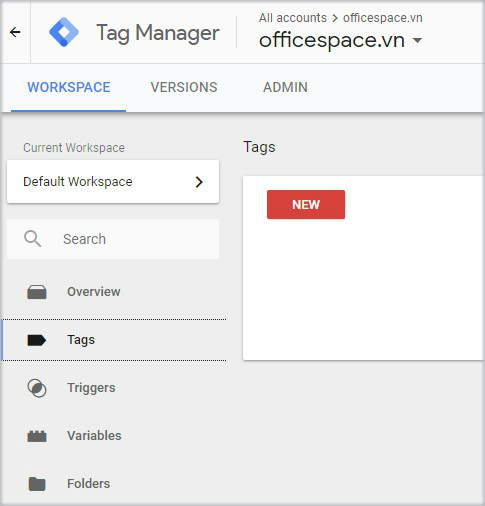 Tag Manager
All accounts > officespace.vn
officespace.vn
WORKSPACE VERSIONS ADMIN
Current Workspace
Default Workspace
Search
Overview
Tags
Triggers
Variables
Folders
Tags
NEW